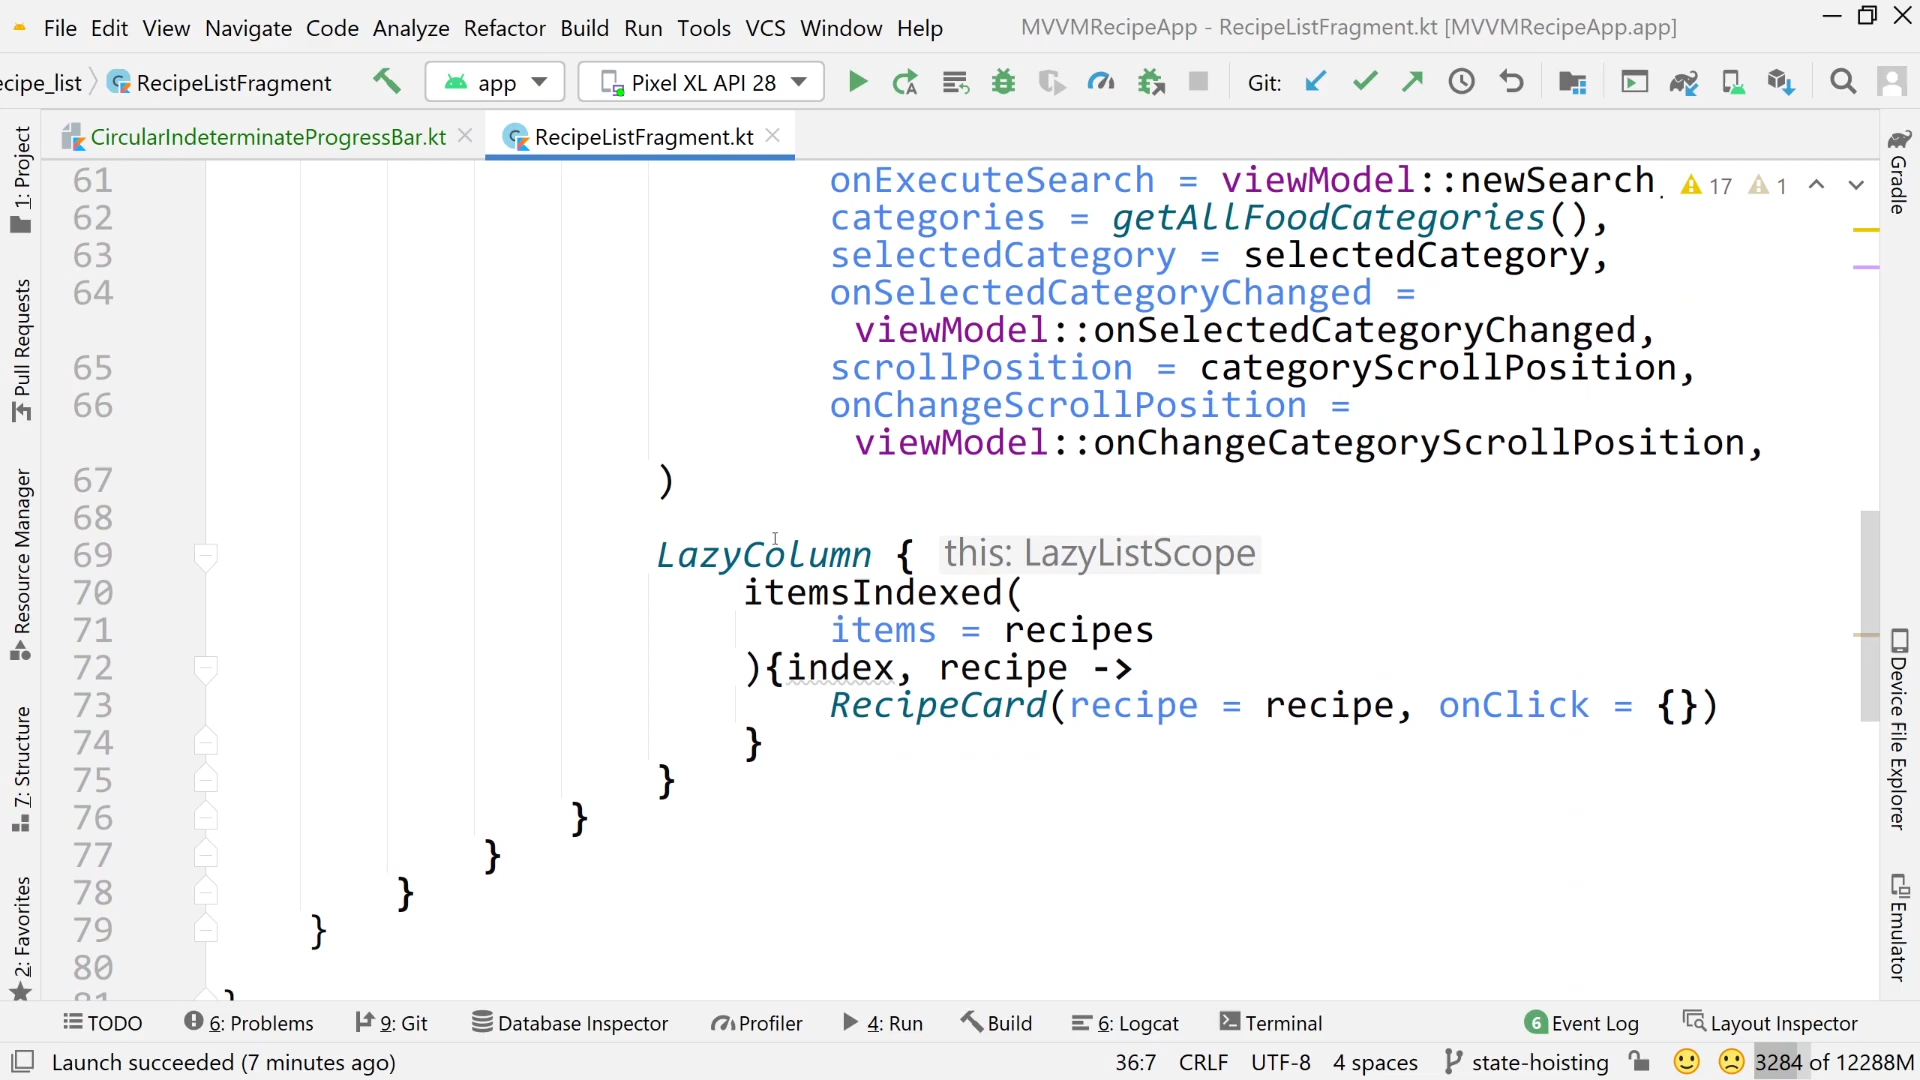 File Edit View Navigate Code Analyze Refactor Build Run Tools VCS Window Help MVVMRecipeApp - RecipeListFragment.kt [MVVMRecipeApp.app]
ecipe_list RecipeListFragment app Pixel XL API 28 Git:
CircularIndeterminateProgressBar.kt RecipeListFragment.kt
61 onExecuteSearch = viewModel::newSearch, 17 1
62 categories = getAllFoodCategories(),
63 selectedCategory = selectedCategory,
64 onSelectedCategoryChanged =
viewModel::onSelectedCategoryChanged,
65 scrollPosition = categoryScrollPosition,
66 onChangeScrollPosition =
viewModel::onChangeCategoryScrollPosition,
67 )
68
69 LazyColumn { this: LazyListScope
70 itemsIndexed(
71 items = recipes
72 ){index, recipe ->
73 RecipeCard(recipe = recipe, onClick = {})
74 }
75 }
76 }
77 }
78 }
79 }
80
81 }
1: Project
Pull Requests
Resource Manager
7: Structure
2: Favorites
Gradle
Device File Explorer
Emulator
TODO 6: Problems 9: Git Database Inspector Profiler 4: Run Build 6: Logcat Terminal 6 Event Log Layout Inspector
Launch succeeded (7 minutes ago) 36:7 CRLF UTF-8 4 spaces state-hoisting 3284 of 12288M